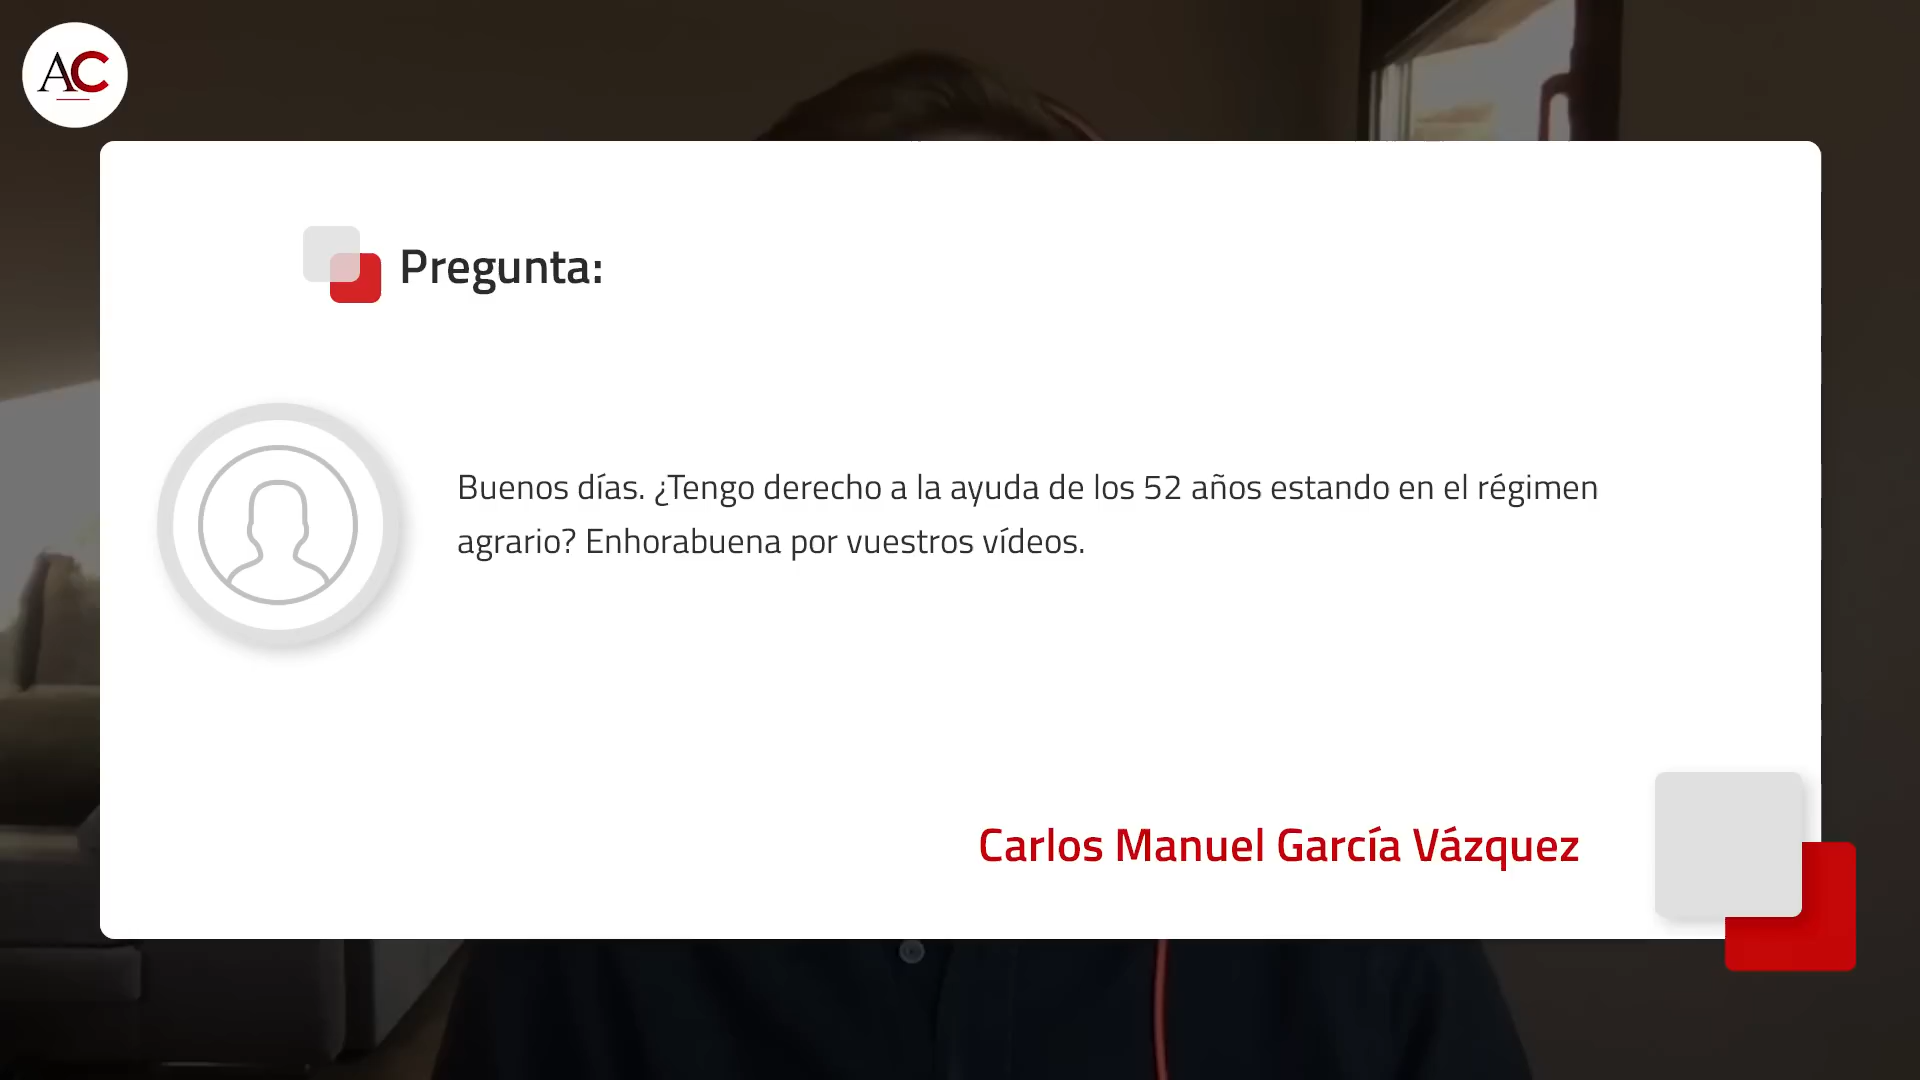 AC
Pregunta:
Buenos días. ¿Tengo derecho a la ayuda de los 52 años estando en el régimen
agrario? Enhorabuena por vuestros vídeos.
Carlos Manuel García Vázquez